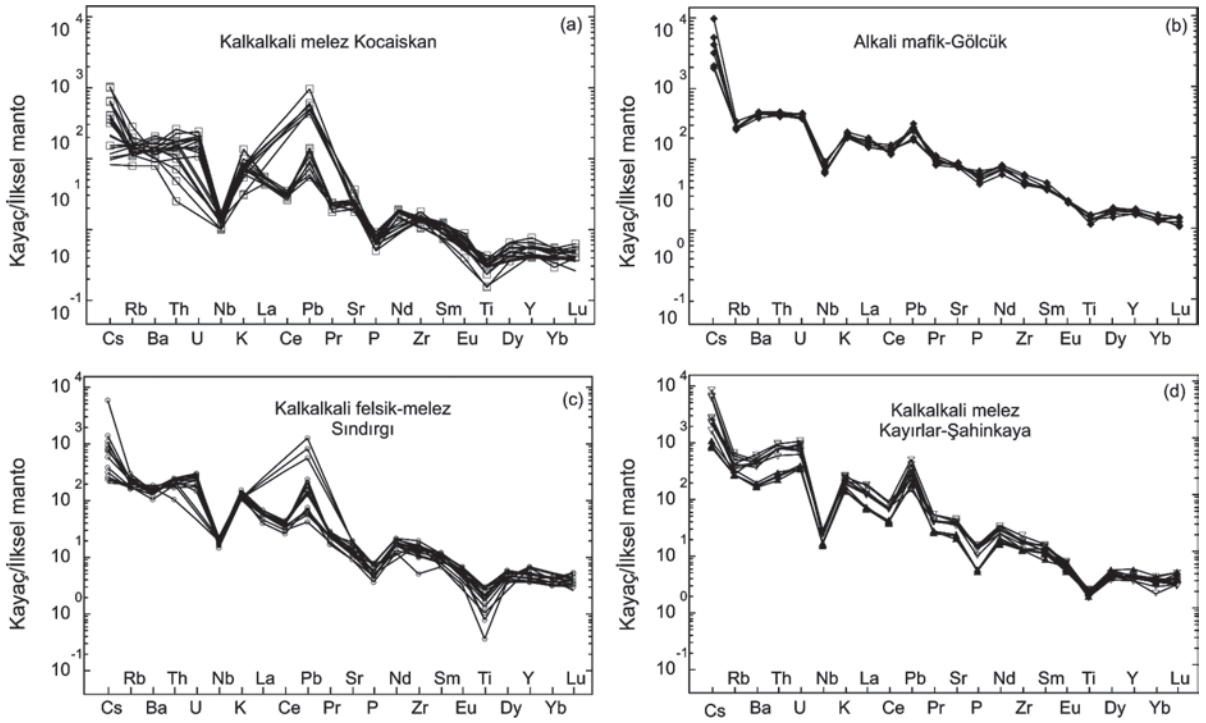 (a)
Kalkalkali melez Kocaiskan
Kayaç/İlksel manto
10 4
10 3
10 2
10 1
10 0
10 -1
Rb Th Nb La Pb Sr Nd Sm Ti Y Lu
Cs Ba U K Ce Pr P Zr Eu Dy Yb
(b)
Alkali mafik-Gölcük
Kayaç/İlksel manto
10 4
10 3
10 2
10 1
10 0
10 -1
Rb Th Nb La Pb Sr Nd Sm Ti Y Lu
Cs Ba U K Ce Pr P Zr Eu Dy Yb
(c)
Kalkalkali felsik-melez
Sındırgı
Kayaç/İlksel manto
10 4
10 3
10 2
10 1
10 0
10 -1
Rb Th Nb La Pb Sr Nd Sm Ti Y Lu
Cs Ba U K Ce Pr P Zr Eu Dy Yb
(d)
Kalkalkali melez
Kayırlar-Şahinkaya
Kayaç/İlksel manto
10 4
10 3
10 2
10 1
10 0
10 -1
Rb Th Nb La Pb Sr Nd Sm Ti Y Lu
Cs Ba U K Ce Pr P Zr Eu Dy Yb